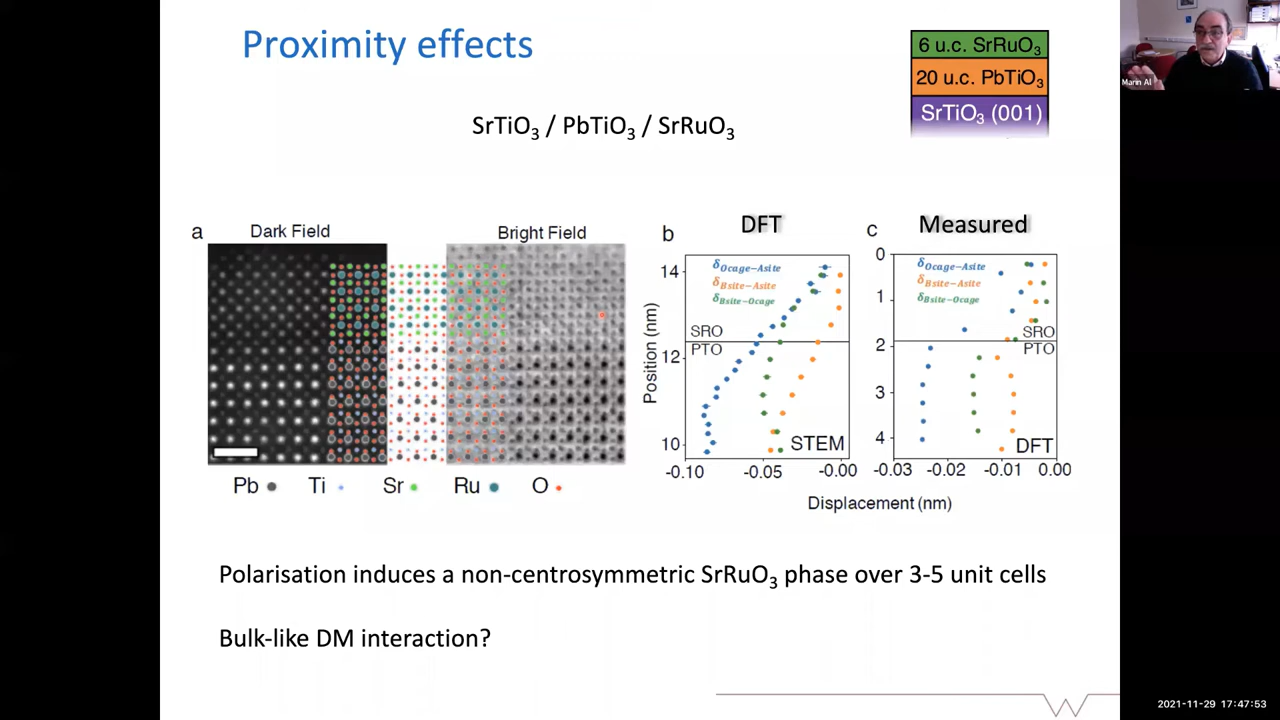 Proximity effects
6 u.c. SrRuO₃
20 u.c. PbTiO₃
SrTiO₃ (001)
Marin Al
SrTiO₃ / PbTiO₃ / SrRuO₃
a
Dark Field
Bright Field
Pb
Ti
Sr
Ru
O
b
DFT
δOcage−Asite
δBsite−Asite
δBsite−Ocage
14
12
10
Position (nm)
SRO
PTO
STEM
-0.10
-0.05
-0.00
c
Measured
δOcage−Asite
δBsite−Asite
δBsite−Ocage
0
1
2
3
4
SRO
PTO
DFT
-0.03
-0.02
-0.01
0.00
Displacement (nm)
Polarisation induces a non-centrosymmetric SrRuO₃ phase over 3-5 unit cells
Bulk-like DM interaction?
2021-11-29 17:47:53